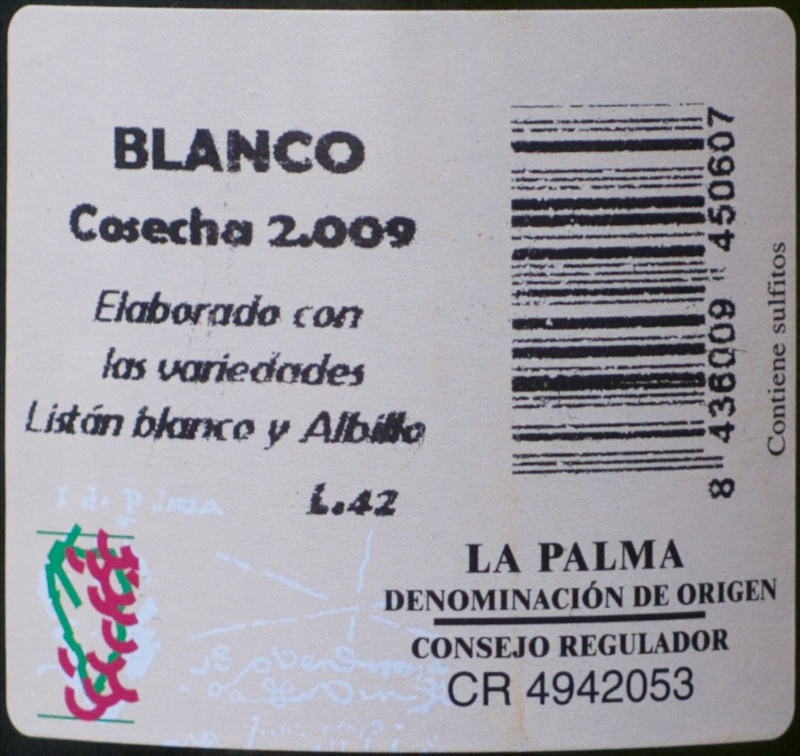 BLANCO
Cosecha 2.009
Elaborado con
las variedades
Listán blanco y Albillo
L.42
8 436009 450607
Contiene sulfitos
LA PALMA
DENOMINACIÓN DE ORIGEN
CONSEJO REGULADOR
CR 4942053